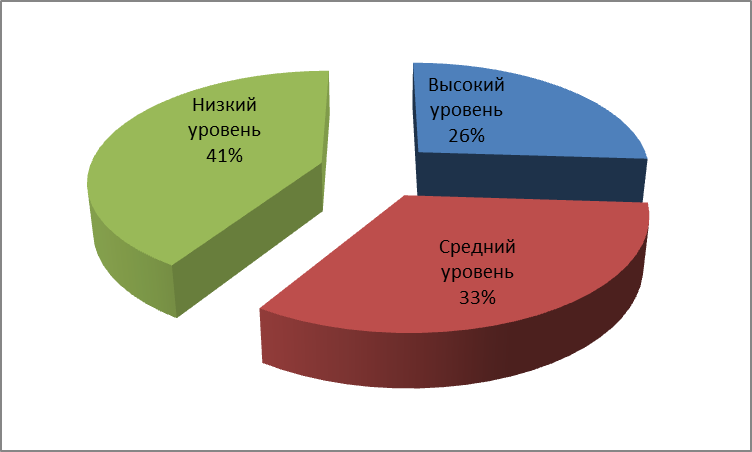 Высокий
уровень
26%
Средний
уровень
33%
Низкий
уровень
41%